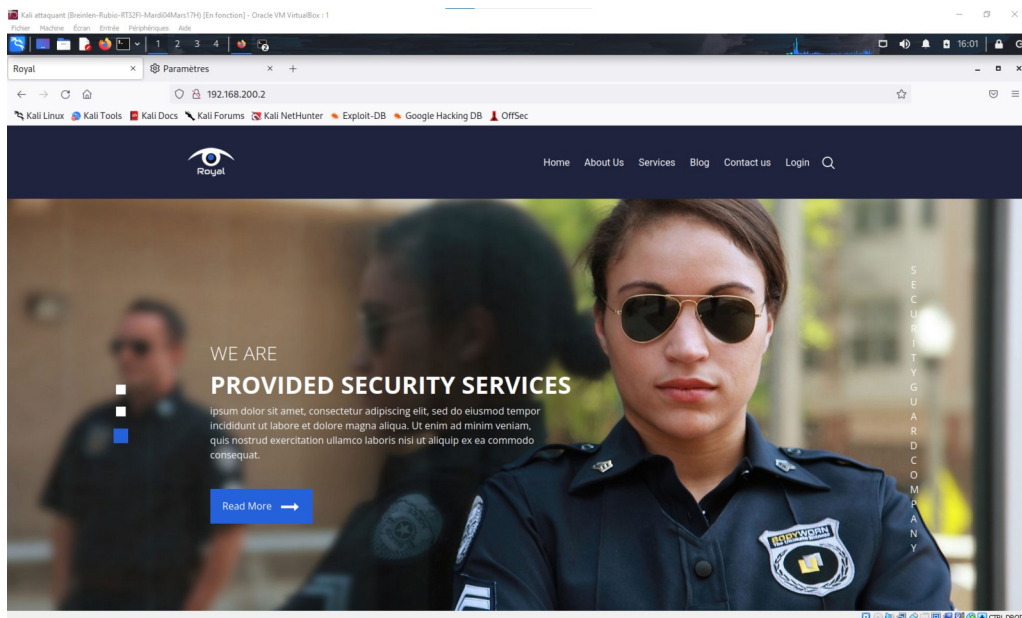 Kali attaquant (Breinlen-Rubio-RT32FI-Mardi04Mars17H) [En fonction] - Oracle VM VirtualBox : 1
Fichier Machine Écran Entrée Périphériques Aide
1 2 3 4
16:01
Royal
Paramètres
192.168.200.2
Kali Linux Kali Tools Kali Docs Kali Forums Kali NetHunter Exploit-DB Google Hacking DB OffSec
Royal
Home About Us Services Blog Contact us Login
WE ARE
PROVIDED SECURITY SERVICES
ipsum dolor sit amet, consectetur adipiscing elit, sed do eiusmod tempor
incididunt ut labore et dolore magna aliqua. Ut enim ad minim veniam,
quis nostrud exercitation ullamco laboris nisi ut aliquip ex ea commodo
consequat.
Read More
SECURITYGUARDCOMPANY
BODYWORN